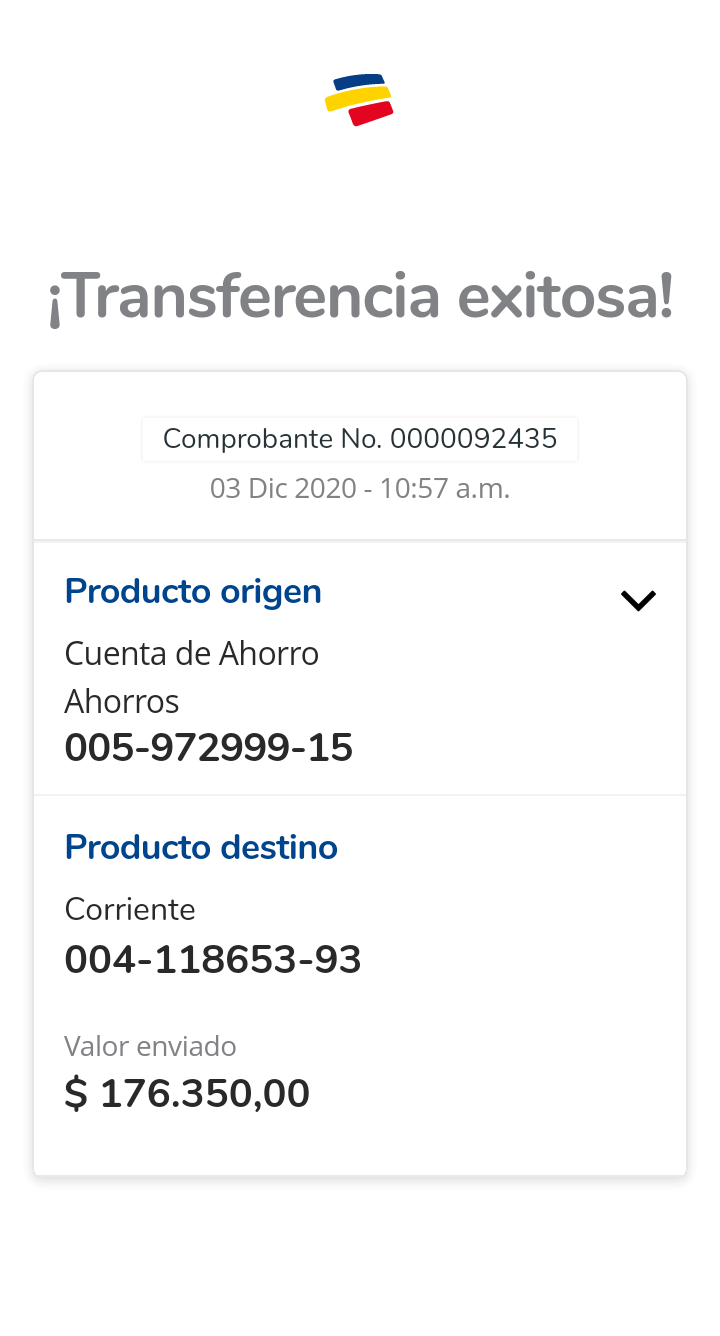 ¡Transferencia exitosa!
Comprobante No. 0000092435
03 Dic 2020 - 10:57 a.m.
Producto origen
Cuenta de Ahorro
Ahorros
005-972999-15
Producto destino
Corriente
004-118653-93
Valor enviado
$ 176.350,00